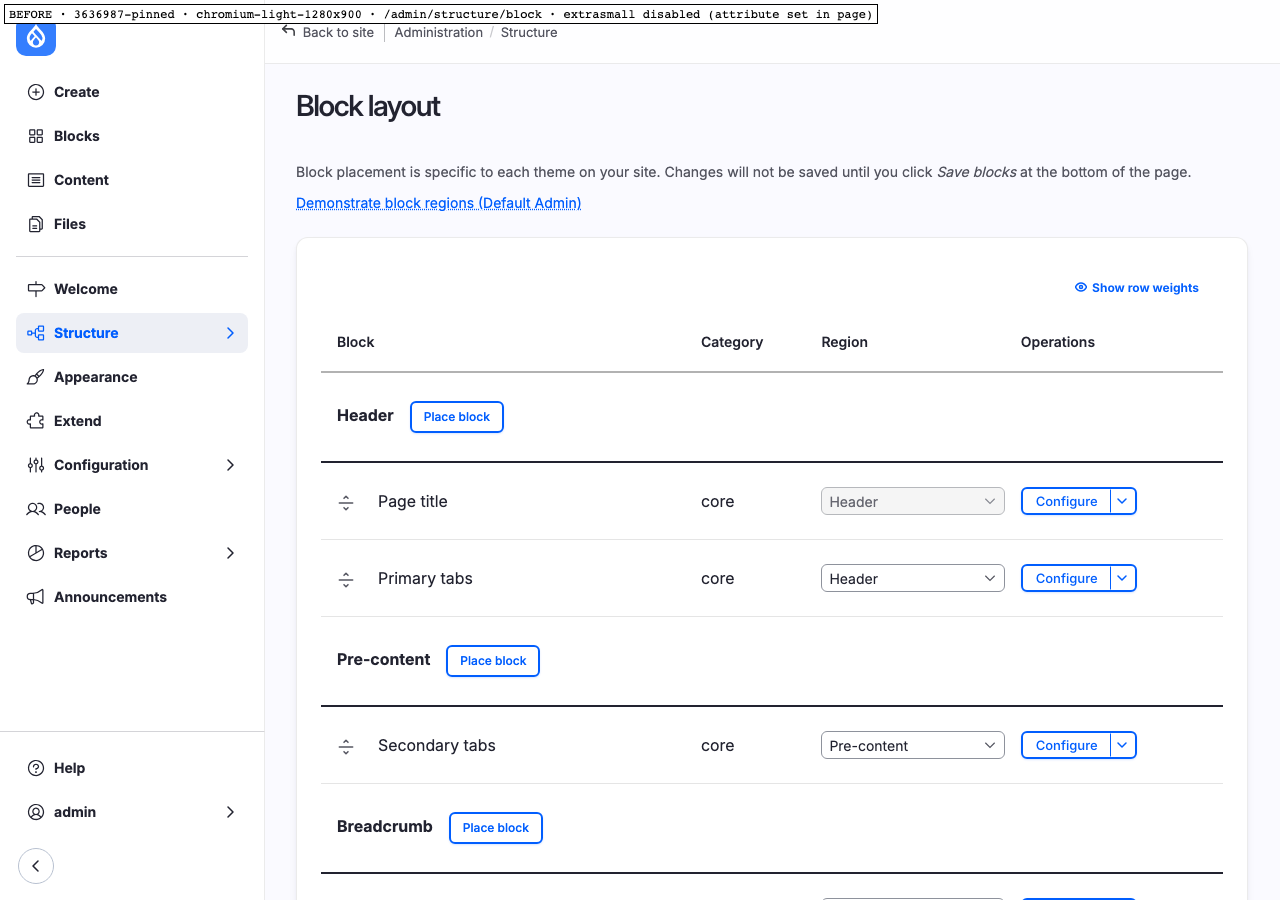 BEFORE · 3636987-pinned · chromium-light-1280x900 · /admin/structure/block · extrasmall disabled (attribute set in page)
Back to site
Administration / Structure
Create
Blocks
Content
Files
Welcome
Structure
Appearance
Extend
Configuration
People
Reports
Announcements
Help
admin
Block layout
Block placement is specific to each theme on your site. Changes will not be saved until you click Save blocks at the bottom of the page.
Demonstrate block regions (Default Admin)
Show row weights
Block Category Region Operations
Header Place block
Page title core Header Configure
Primary tabs core Header Configure
Pre-content Place block
Secondary tabs core Pre-content Configure
Breadcrumb Place block